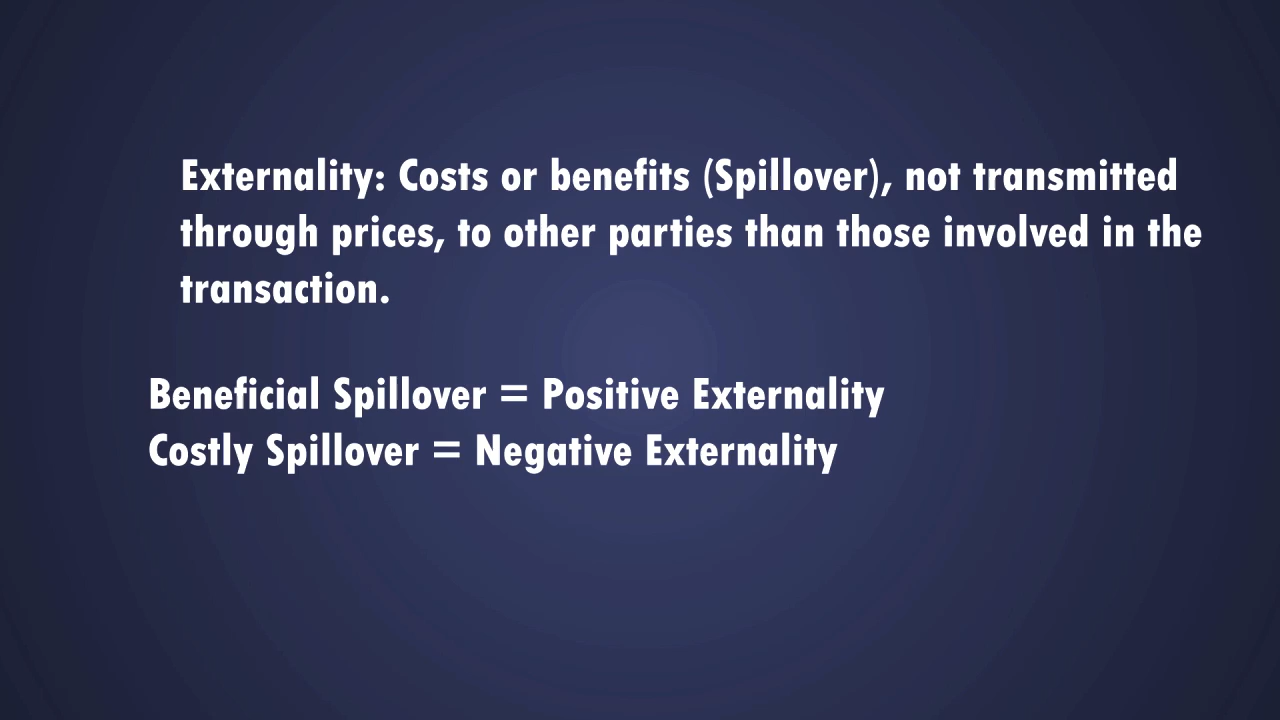 Externality: Costs or benefits (Spillover), not transmitted
through prices, to other parties than those involved in the
transaction.
Beneficial Spillover = Positive Externality
Costly Spillover = Negative Externality